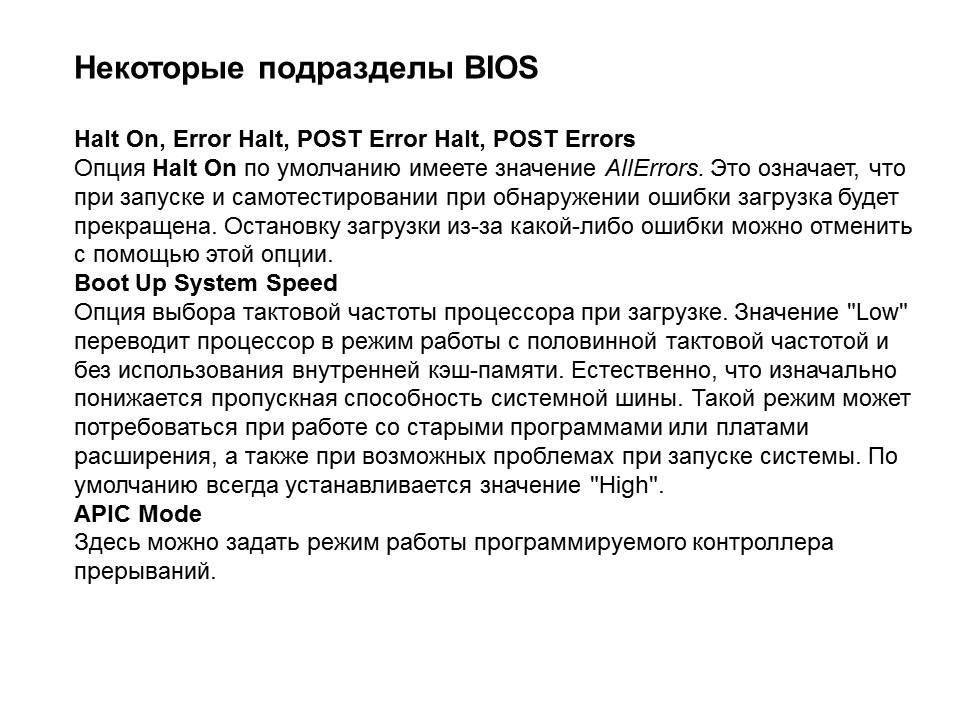 Некоторые подразделы BIOS
Halt On, Error Halt, POST Error Halt, POST Errors
Опция Halt On по умолчанию имеете значение AllErrors. Это означает, что
при запуске и самотестировании при обнаружении ошибки загрузка будет
прекращена. Остановку загрузки из-за какой-либо ошибки можно отменить
с помощью этой опции.
Boot Up System Speed
Опция выбора тактовой частоты процессора при загрузке. Значение "Low"
переводит процессор в режим работы с половинной тактовой частотой и
без использования внутренней кэш-памяти. Естественно, что изначально
понижается пропускная способность системной шины. Такой режим может
потребоваться при работе со старыми программами или платами
расширения, а также при возможных проблемах при запуске системы. По
умолчанию всегда устанавливается значение "High".
APIC Mode
Здесь можно задать режим работы программируемого контроллера
прерываний.